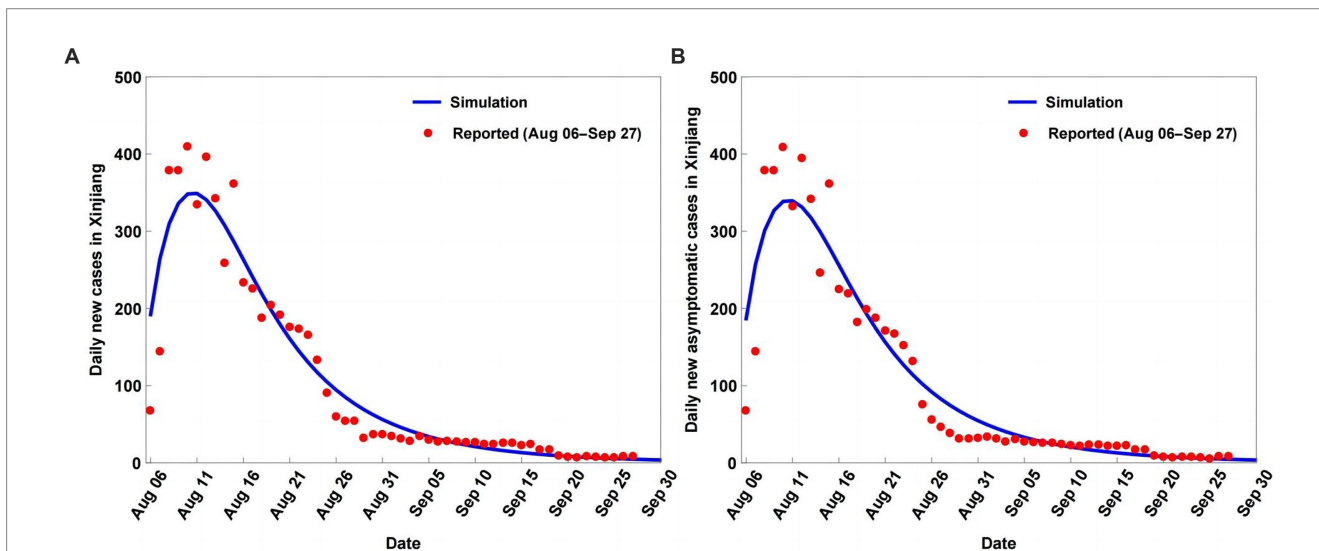 A
Daily new cases in Xinjiang
500
400
300
200
100
0
Simulation
Reported (Aug 06–Sep 27)
Aug 06
Aug 11
Aug 16
Aug 21
Aug 26
Aug 31
Sep 05
Sep 10
Sep 15
Sep 20
Sep 25
Sep 30
Date
B
Daily new asymptomatic cases in Xinjiang
500
400
300
200
100
0
Simulation
Reported (Aug 06–Sep 27)
Aug 06
Aug 11
Aug 16
Aug 21
Aug 26
Aug 31
Sep 05
Sep 10
Sep 15
Sep 20
Sep 25
Sep 30
Date